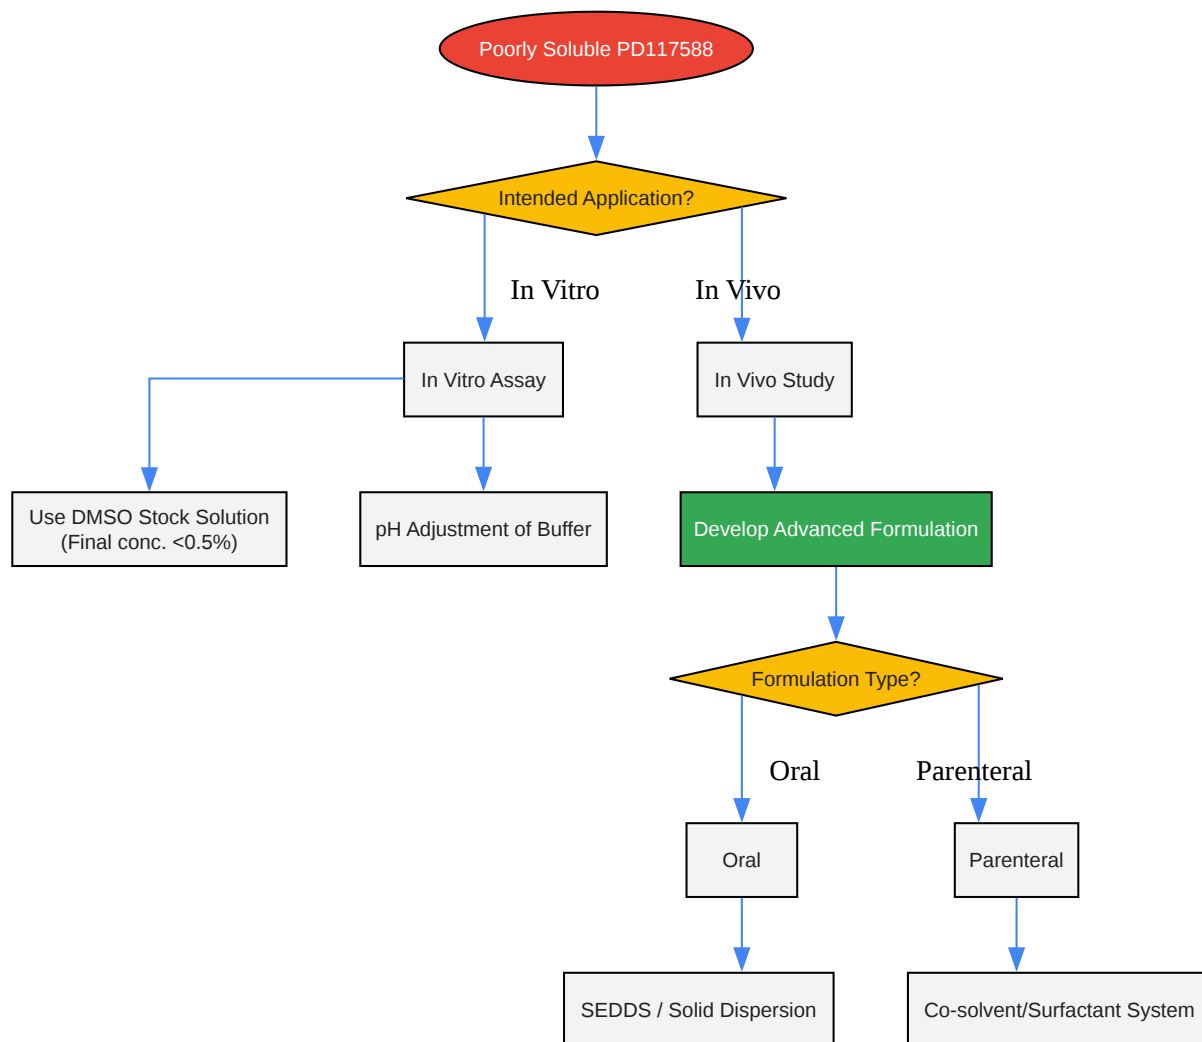 Poorly Soluble PD117588
Intended Application?
In Vitro
In Vivo
In Vitro Assay
In Vivo Study
Use DMSO Stock Solution
(Final conc. <0.5%)
pH Adjustment of Buffer
Develop Advanced Formulation
Formulation Type?
Oral
Parenteral
Oral
Parenteral
SEDDS / Solid Dispersion
Co-solvent/Surfactant System